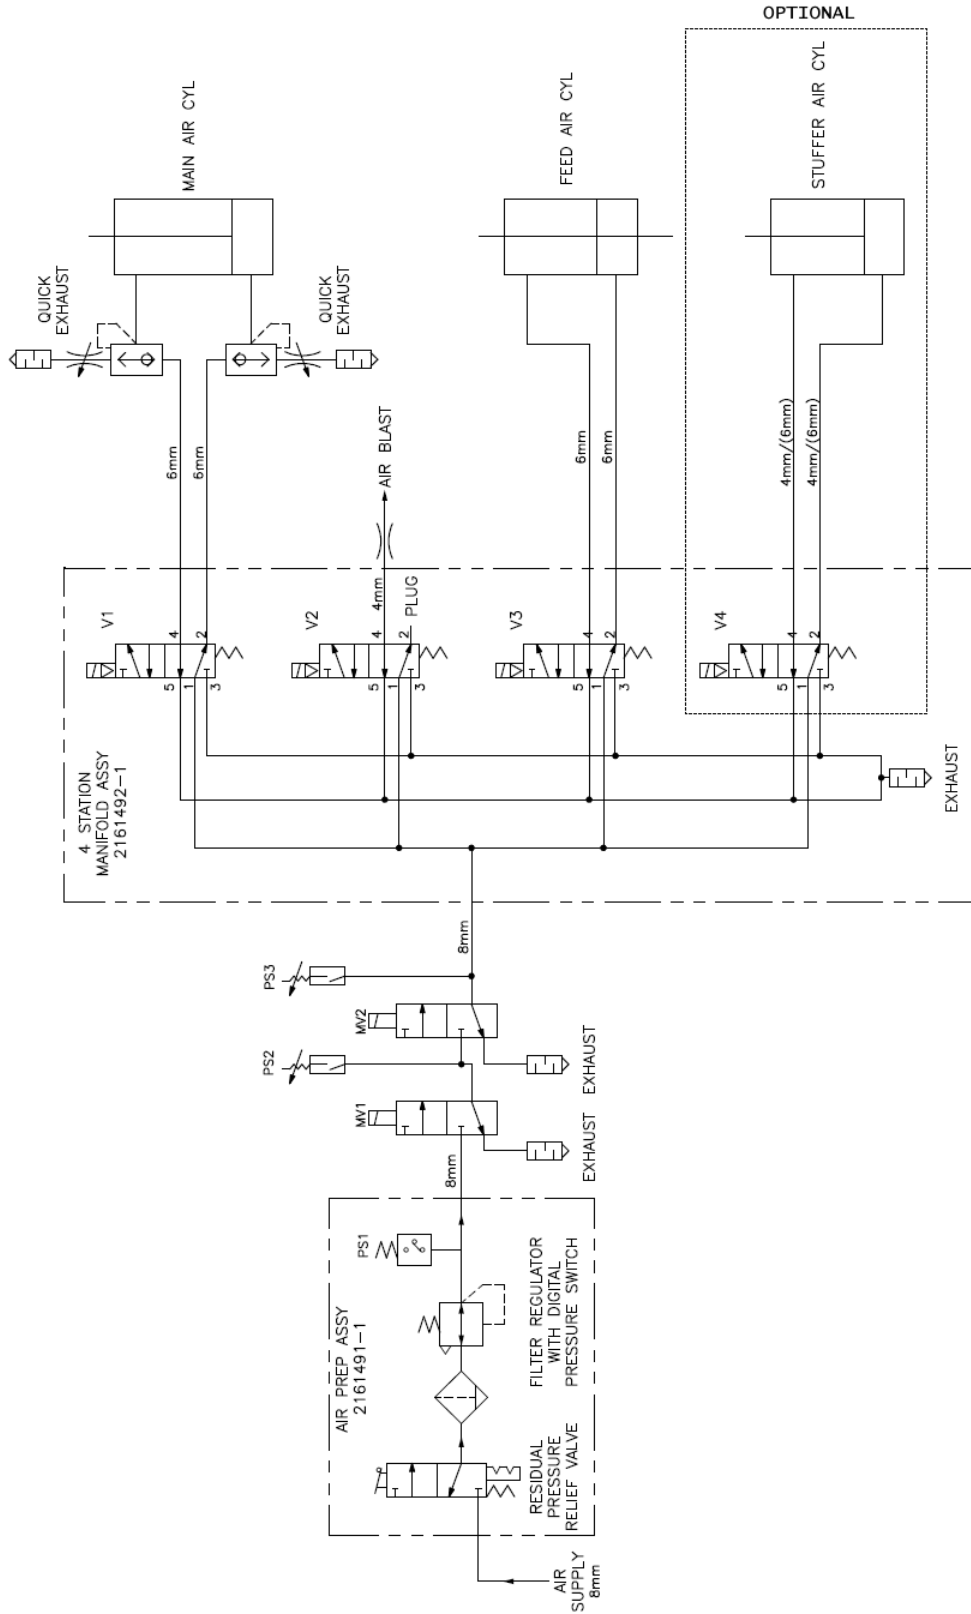 OPTIONAL
MAIN AIR CYL
FEED AIR CYL
STUFFER AIR CYL
QUICK
EXHAUST
QUICK
EXHAUST
6mm
6mm
AIR BLAST
6mm
6mm
4mm/(6mm)
4mm/(6mm)
V1
4
2
5
1
3
V2
4mm
4
2
PLUG
5
1
3
V3
4
2
5
1
3
V4
4
2
5
1
3
4 STATION
MANIFOLD ASSY
2161492-1
EXHAUST
8mm
PS3
MV2
EXHAUST
PS2
MV1
EXHAUST
8mm
AIR PREP ASSY
2161491-1
PS1
FILTER REGULATOR
WITH DIGITAL
PRESSURE SWITCH
RESIDUAL
PRESSURE
RELIEF VALVE
AIR
SUPPLY
8mm